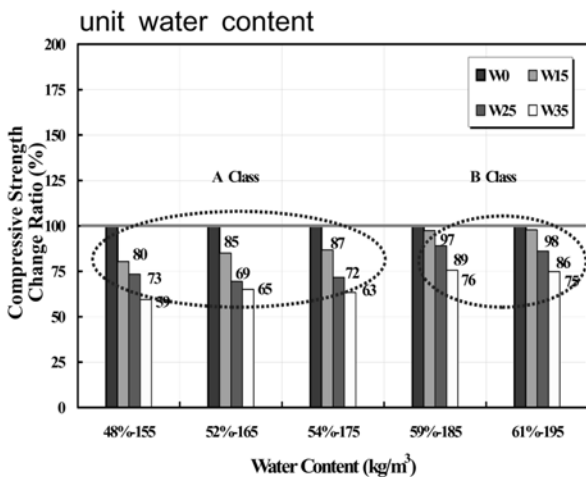 unit water content
200
175
150
125
100
75
50
25
0
Compressive Strength
Change Ratio (%)
W0 W15
W25 W35
A Class
B Class
80
73
59
85
69
65
87
72
63
97
89
76
98
86
75
48%-155 52%-165 54%-175 59%-185 61%-195
Water Content (kg/m³)